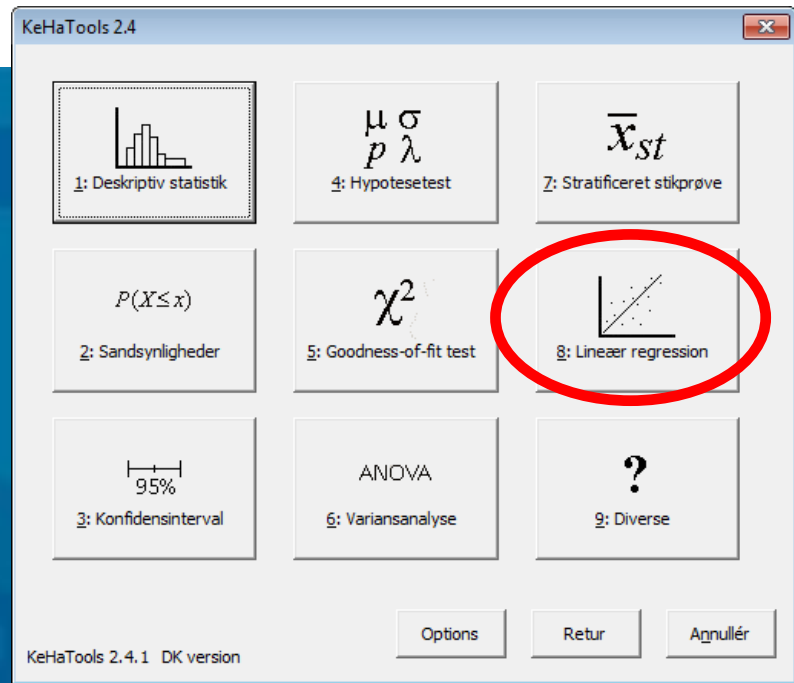 KeHaTools 2.4
1: Deskriptiv statistik
μ σ
p λ
4: Hypotesetest
x̅st
7: Stratificeret stikprøve
P(X≤x)
2: Sandsynligheder
χ²
5: Goodness-of-fit test
8: Lineær regression
95%
3: Konfidensinterval
ANOVA
6: Variansanalyse
?
9: Diverse
Options
Retur
Annullér
KeHaTools 2.4.1 DK version